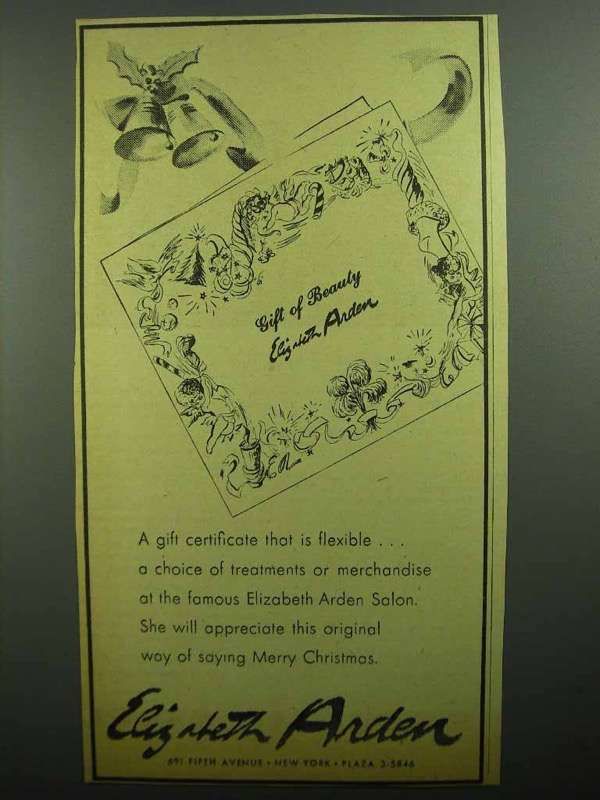 Gift of Beauty
Elizabeth Arden
A gift certificate that is flexible . . .
a choice of treatments or merchandise
at the famous Elizabeth Arden Salon.
She will appreciate this original
way of saying Merry Christmas.
Elizabeth Arden
691 FIFTH AVENUE • NEW YORK • PLAZA 3-5846